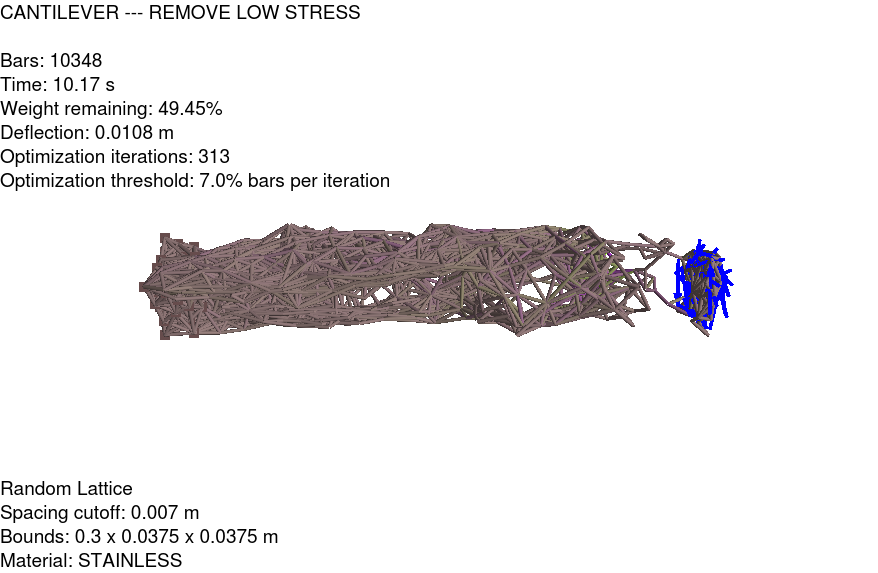 CANTILEVER --- REMOVE LOW STRESS
Bars: 10348
Time: 10.17 s
Weight remaining: 49.45%
Deflection: 0.0108 m
Optimization iterations: 313
Optimization threshold: 7.0% bars per iteration
Random Lattice
Spacing cutoff: 0.007 m
Bounds: 0.3 x 0.0375 x 0.0375 m
Material: STAINLESS